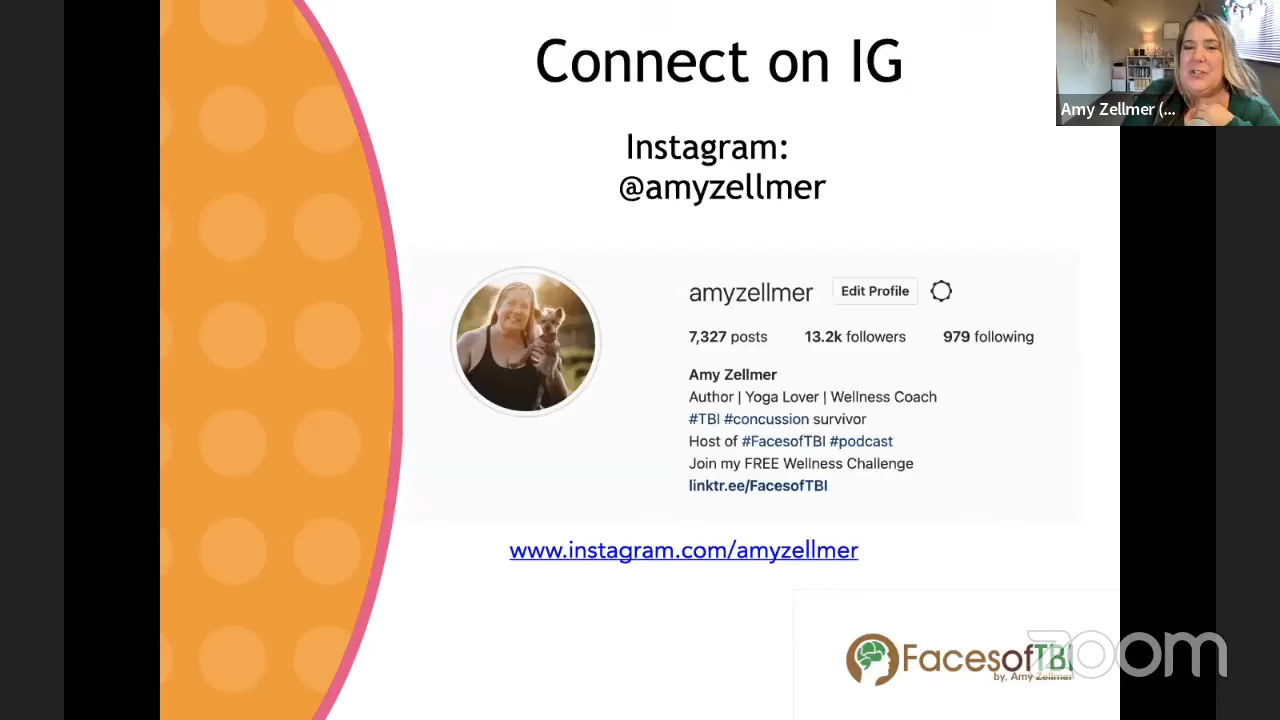 Connect on IG
Instagram:
@amyzellmer
amyzellmer Edit Profile
7,327 posts 13.2k followers 979 following
Amy Zellmer
Author | Yoga Lover | Wellness Coach
#TBI #concussion survivor
Host of #FacesofTBI #podcast
Join my FREE Wellness Challenge
linktr.ee/FacesofTBI
www.instagram.com/amyzellmer
FacesofTBI
by, Amy Zellmer
zoom
Amy Zellmer (...